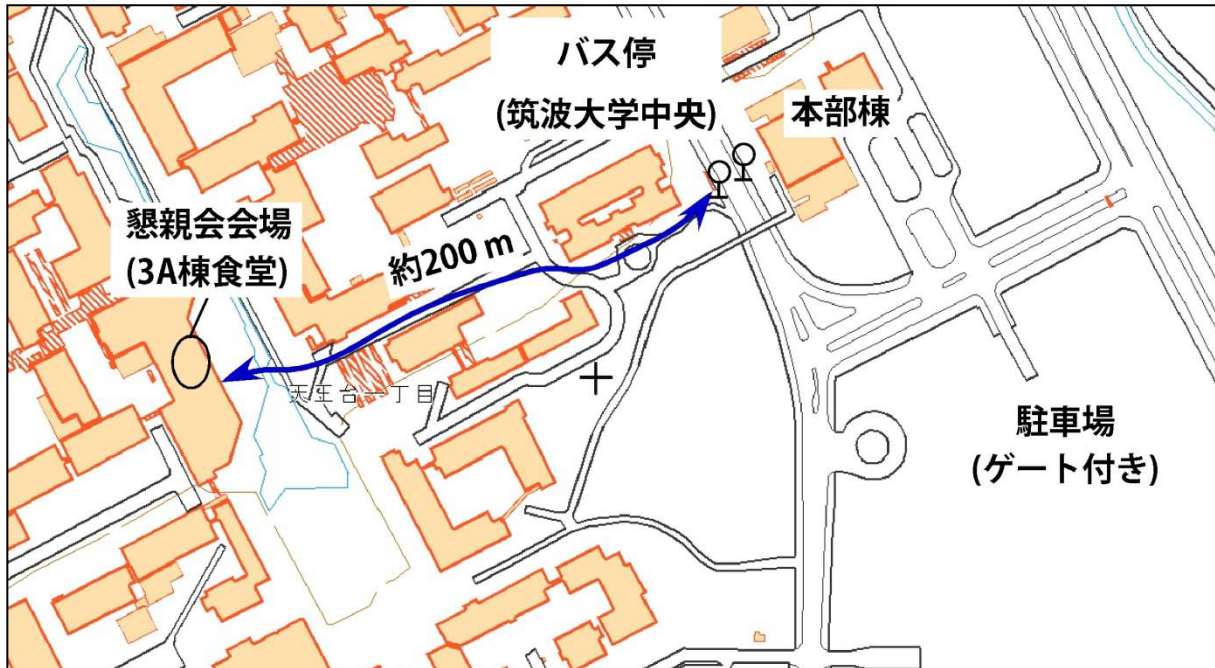 バス停
(筑波大学中央)
本部棟
懇親会会場
(3A棟食堂)
約200 m
天王台一丁目
駐車場
(ゲート付き)